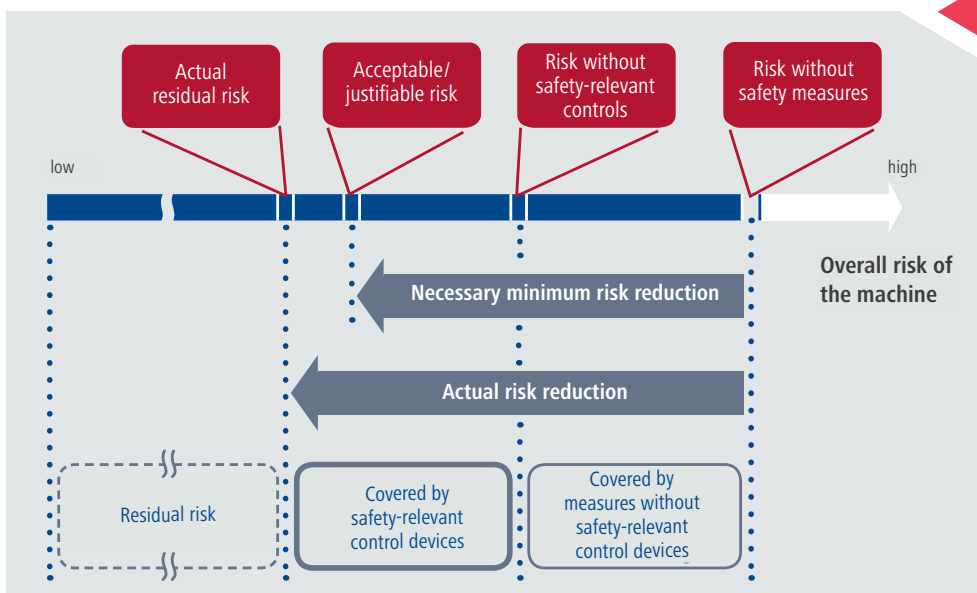 Actual
residual risk
Acceptable/
justifiable risk
Risk without
safety-relevant
controls
Risk without
safety measures
low
high
Overall risk of
the machine
Necessary minimum risk reduction
Actual risk reduction
Residual risk
Covered by
safety-relevant
control devices
Covered by
measures without
safety-relevant
control devices